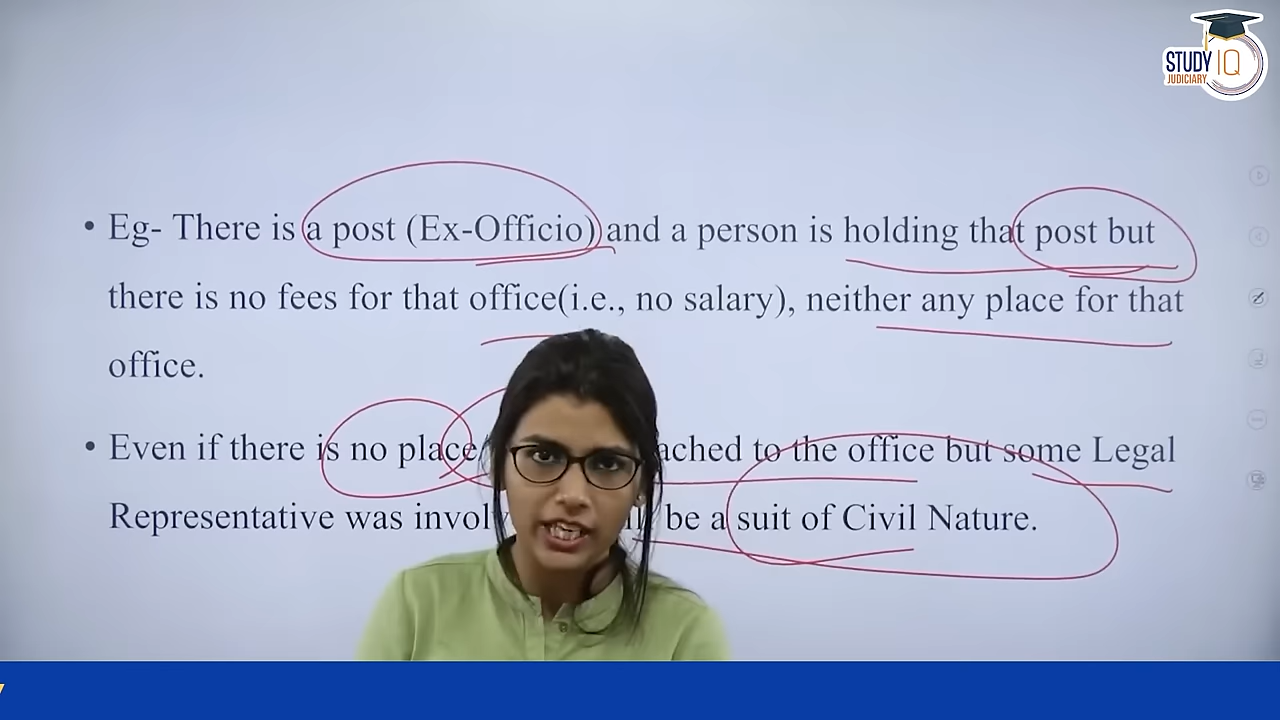 STUDY IQ
JUDICIARY
• Eg- There is a post (Ex-Officio) and a person is holding that post but
there is no fees for that office(i.e., no salary), neither any place for that
office.
• Even if there is no place to the office but some Legal
Representative was be a suit of Civil Nature.